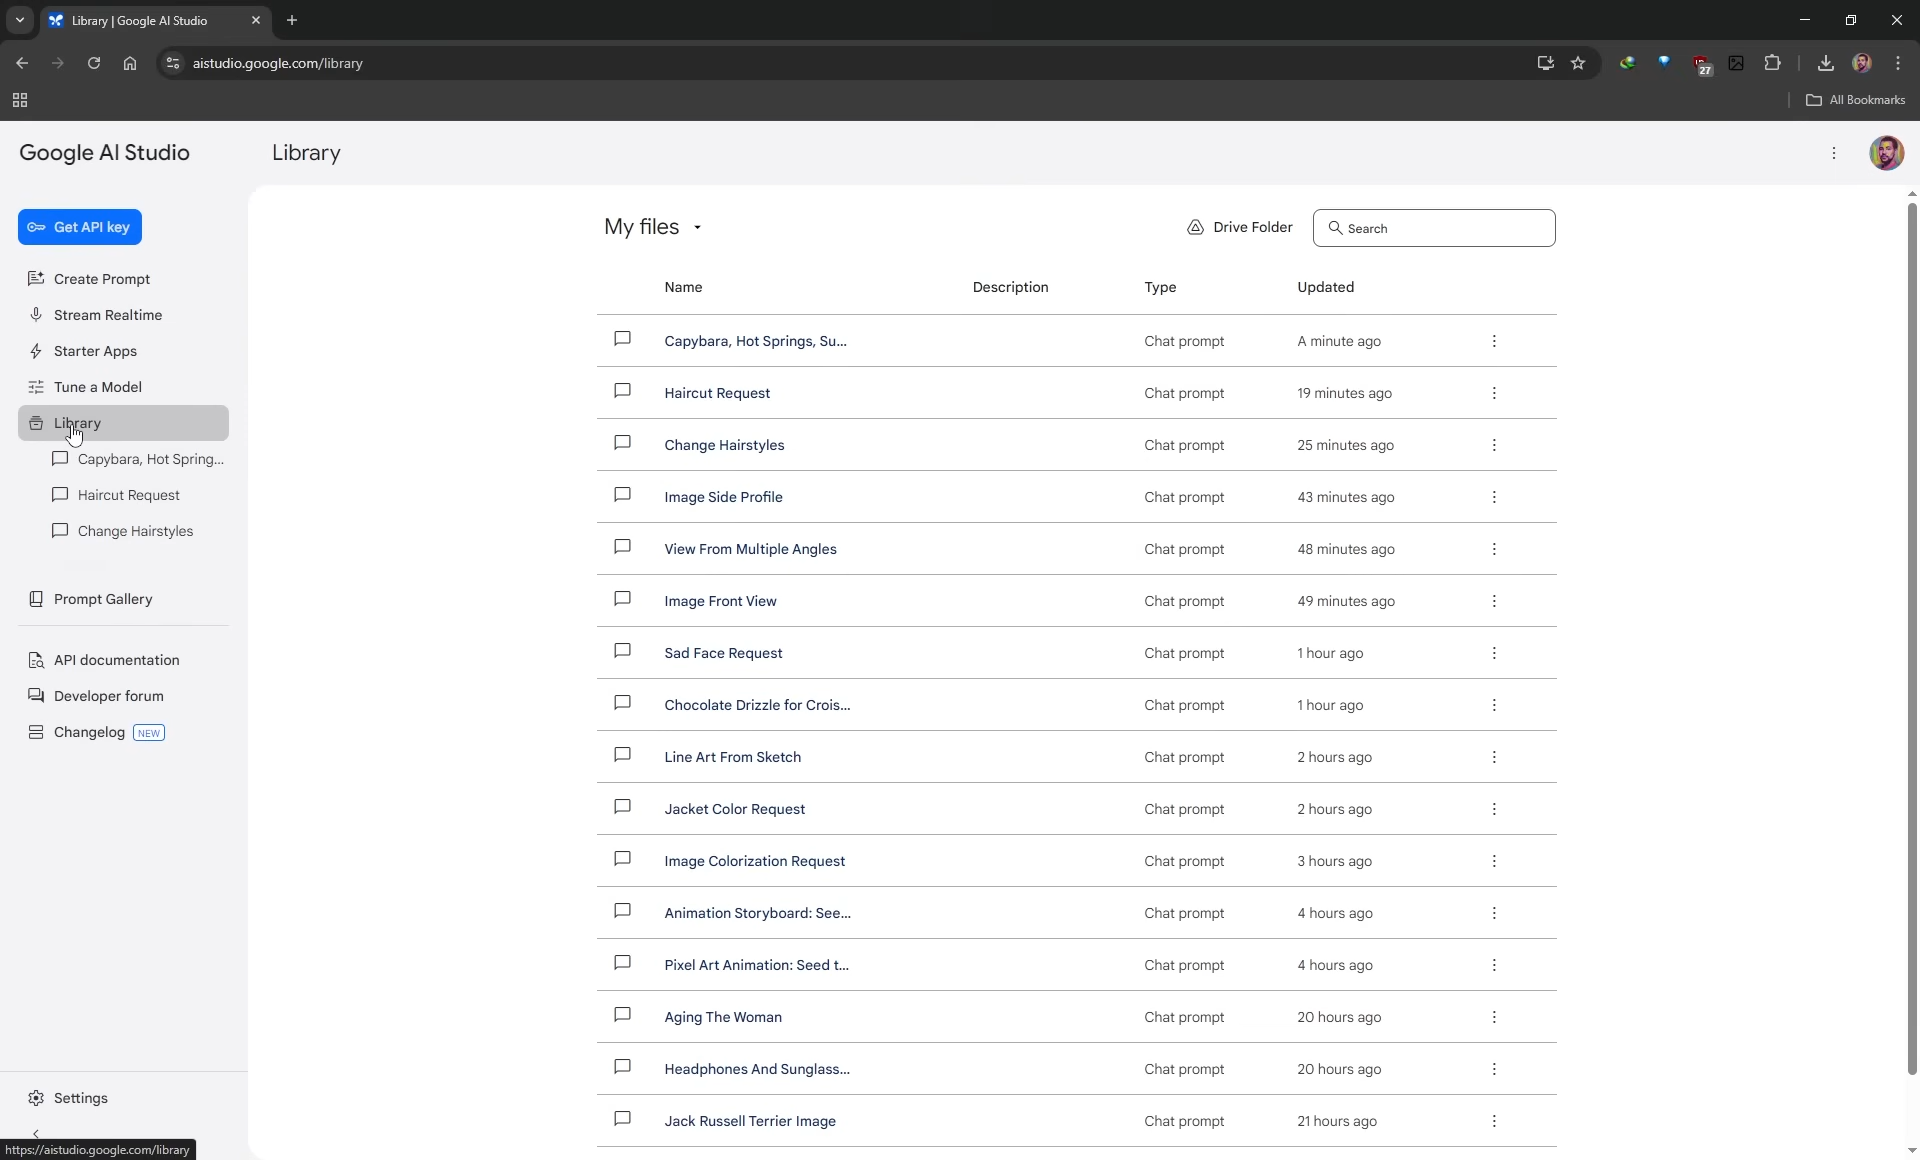 Library | Google AI Studio
aistudio.google.com/library
27
All Bookmarks
Google AI Studio
Library
Get API key
Create Prompt
Stream Realtime
Starter Apps
Tune a Model
Library
Capybara, Hot Spring...
Haircut Request
Change Hairstyles
Prompt Gallery
API documentation
Developer forum
Changelog NEW
Settings
https://aistudio.google.com/library
My files
Drive Folder
Search
Name Description Type Updated
Capybara, Hot Springs, Su... Chat prompt A minute ago
Haircut Request Chat prompt 19 minutes ago
Change Hairstyles Chat prompt 25 minutes ago
Image Side Profile Chat prompt 43 minutes ago
View From Multiple Angles Chat prompt 48 minutes ago
Image Front View Chat prompt 49 minutes ago
Sad Face Request Chat prompt 1 hour ago
Chocolate Drizzle for Crois... Chat prompt 1 hour ago
Line Art From Sketch Chat prompt 2 hours ago
Jacket Color Request Chat prompt 2 hours ago
Image Colorization Request Chat prompt 3 hours ago
Animation Storyboard: See... Chat prompt 4 hours ago
Pixel Art Animation: Seed t... Chat prompt 4 hours ago
Aging The Woman Chat prompt 20 hours ago
Headphones And Sunglass... Chat prompt 20 hours ago
Jack Russell Terrier Image Chat prompt 21 hours ago